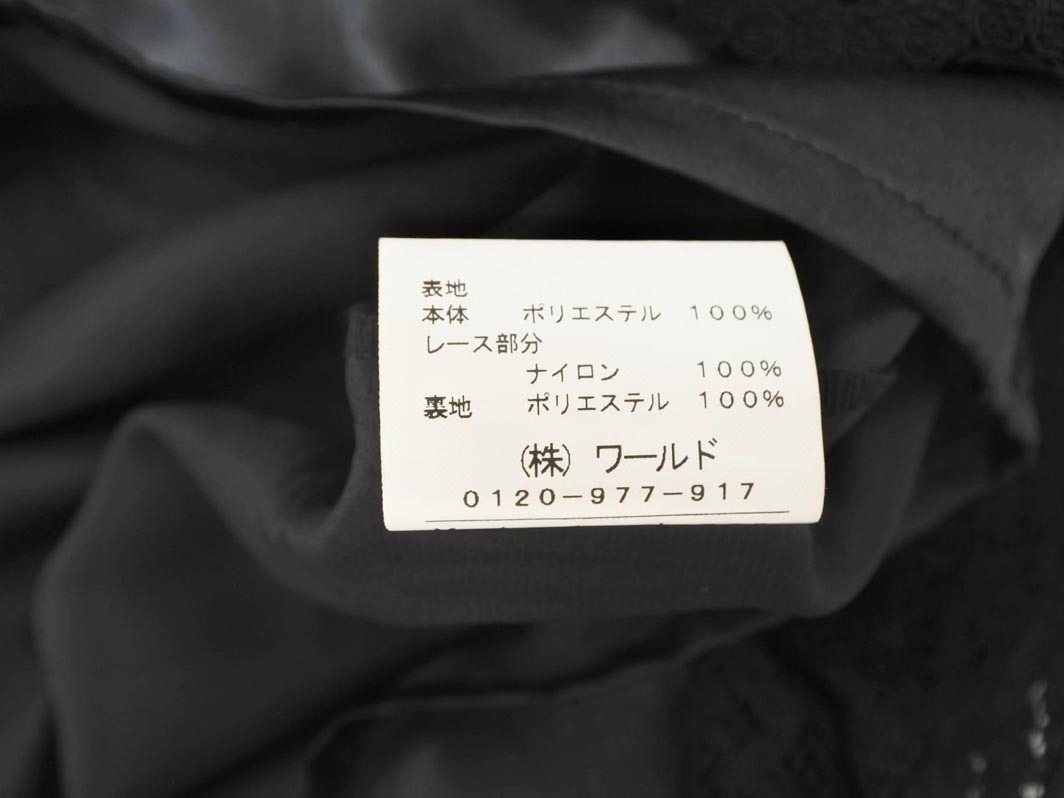 表地
本体 ポリエステル 100%
レース部分
ナイロン 100%
裏地 ポリエステル 100%
(株) ワールド
0120-977-917